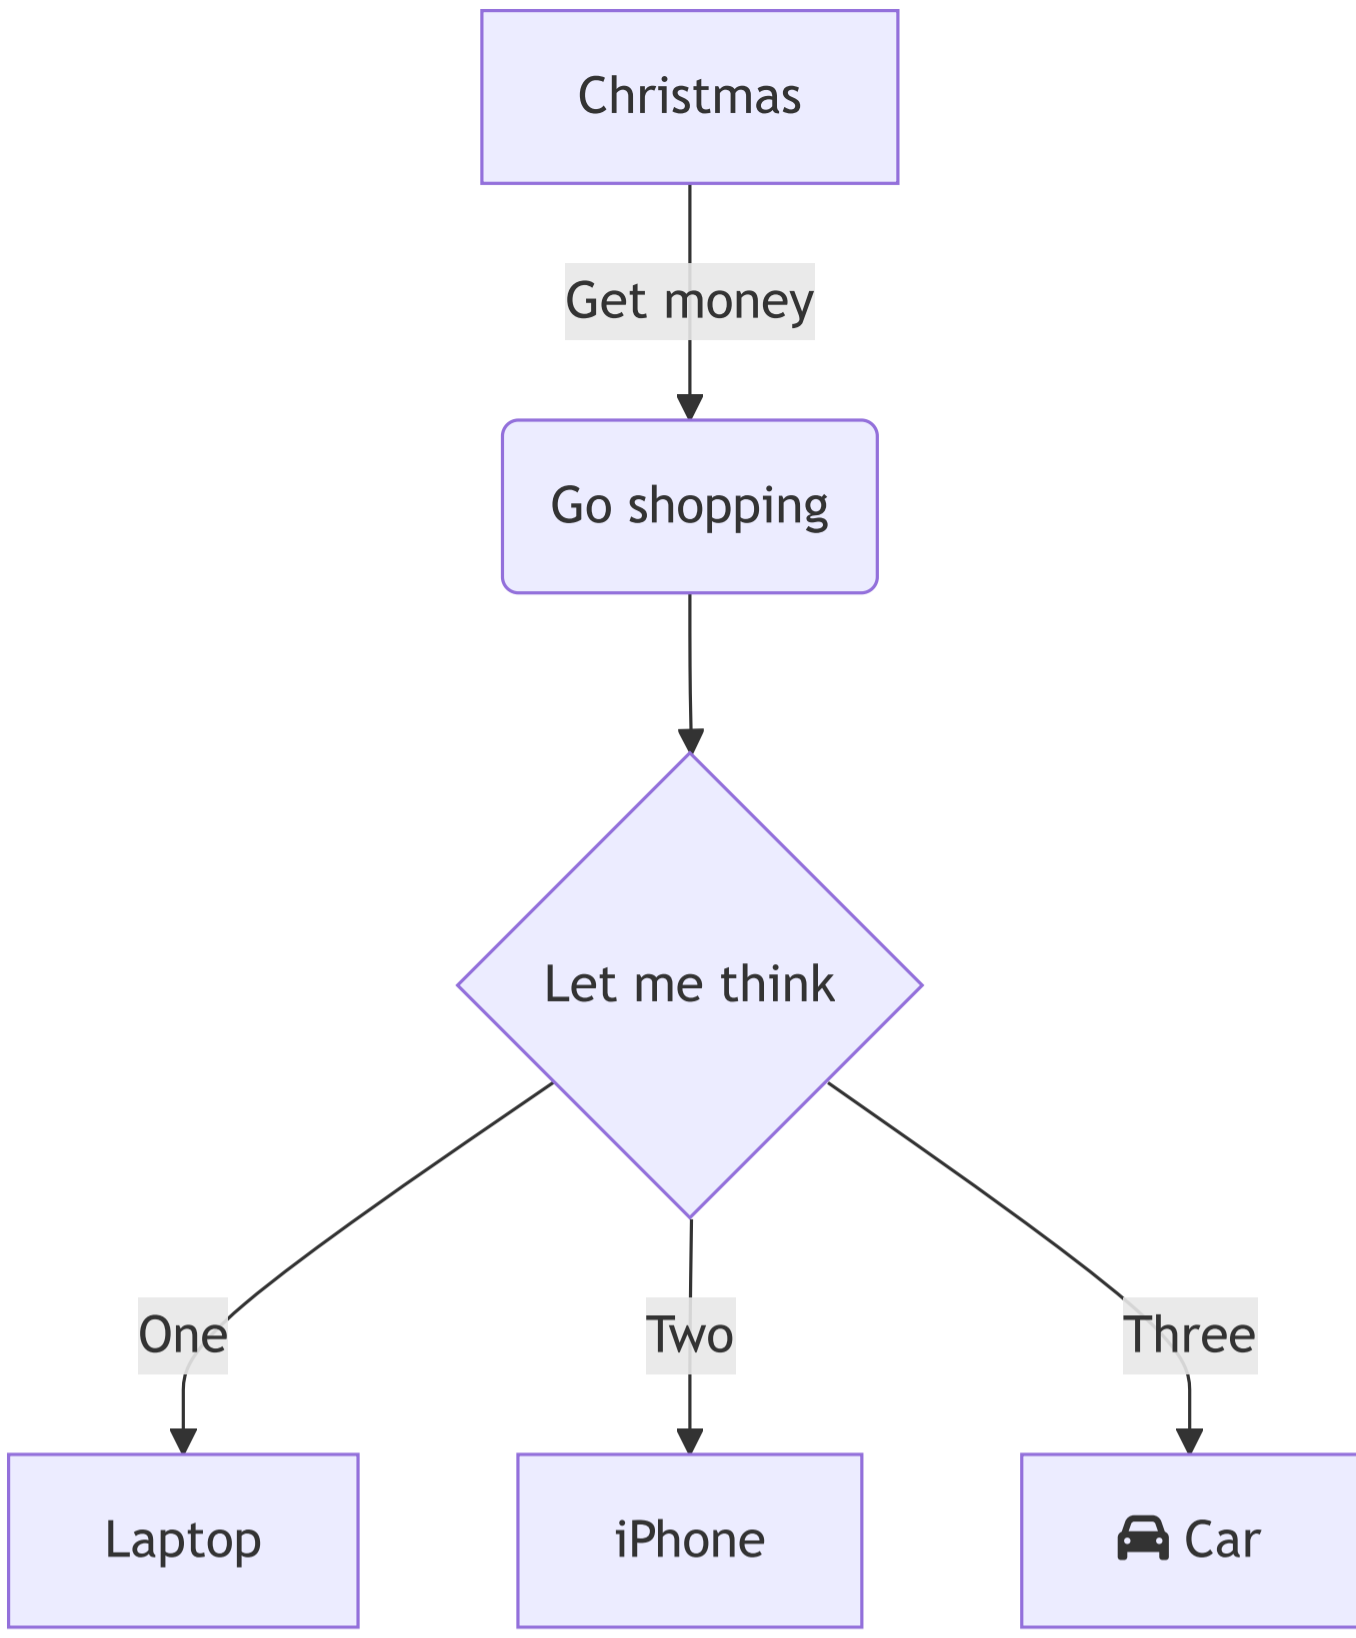 Christmas
Get money
Go shopping
Let me think
One
Two
Three
Laptop
iPhone
Car